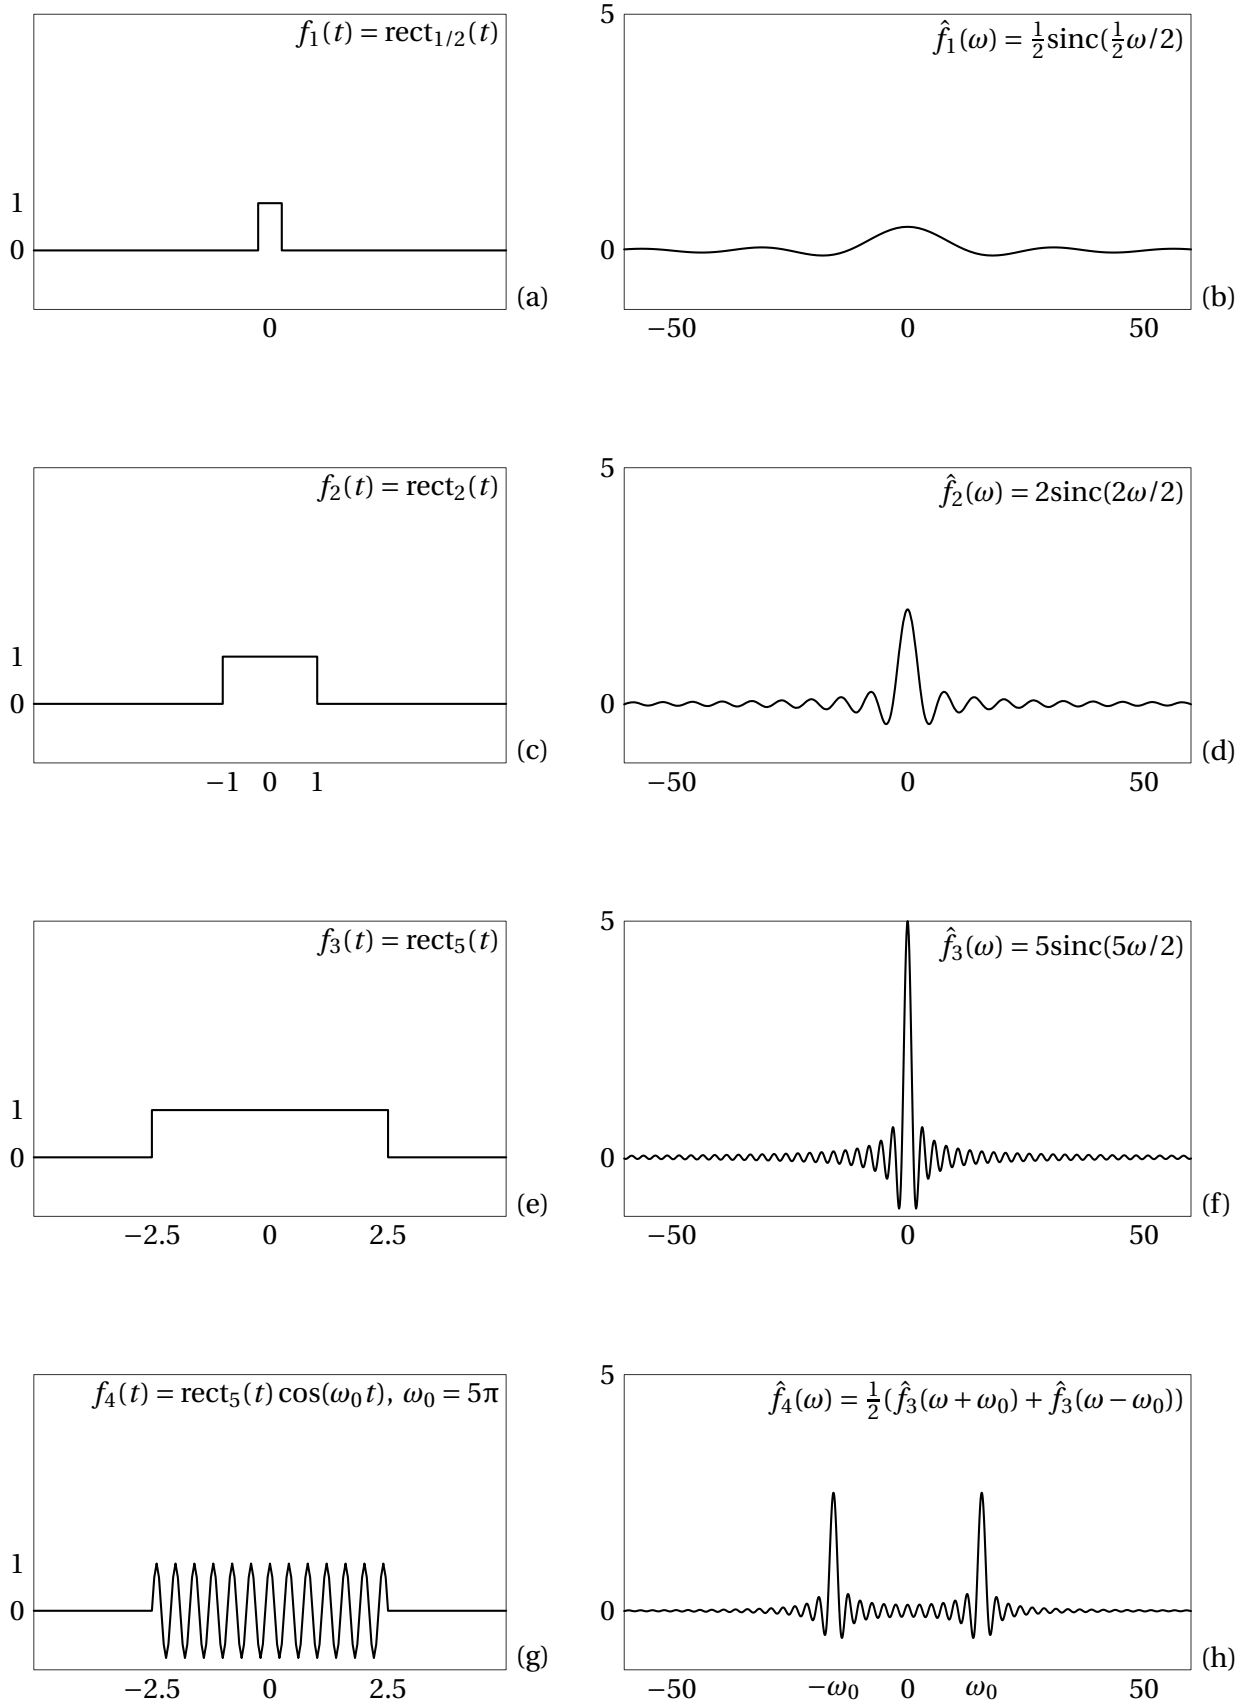 f₁(t) = rect₁/₂(t)
1
0
0
(a)
5
f̂₁(ω) = ½sinc(½ω/2)
0
−50 0 50
(b)
f₂(t) = rect₂(t)
1
0
−1 0 1
(c)
5
f̂₂(ω) = 2sinc(2ω/2)
0
−50 0 50
(d)
f₃(t) = rect₅(t)
1
0
−2.5 0 2.5
(e)
5
f̂₃(ω) = 5sinc(5ω/2)
0
−50 0 50
(f)
f₄(t) = rect₅(t) cos(ω₀t), ω₀ = 5π
1
0
−2.5 0 2.5
(g)
5
f̂₄(ω) = ½(f̂₃(ω+ω₀) + f̂₃(ω−ω₀))
0
−50 −ω₀ 0 ω₀ 50
(h)